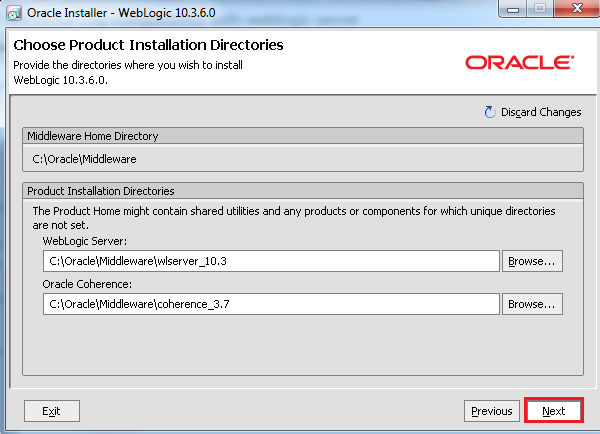 Oracle Installer - WebLogic 10.3.6.0
Choose Product Installation Directories
Provide the directories where you wish to install
WebLogic 10.3.6.0.
ORACLE
Discard Changes
Middleware Home Directory
C:\Oracle\Middleware
Product Installation Directories
The Product Home might contain shared utilities and any products or components for which unique directories
are not set.
WebLogic Server:
C:\Oracle\Middleware\wlserver_10.3
Browse...
Oracle Coherence:
C:\Oracle\Middleware\coherence_3.7
Browse...
Exit
Previous
Next